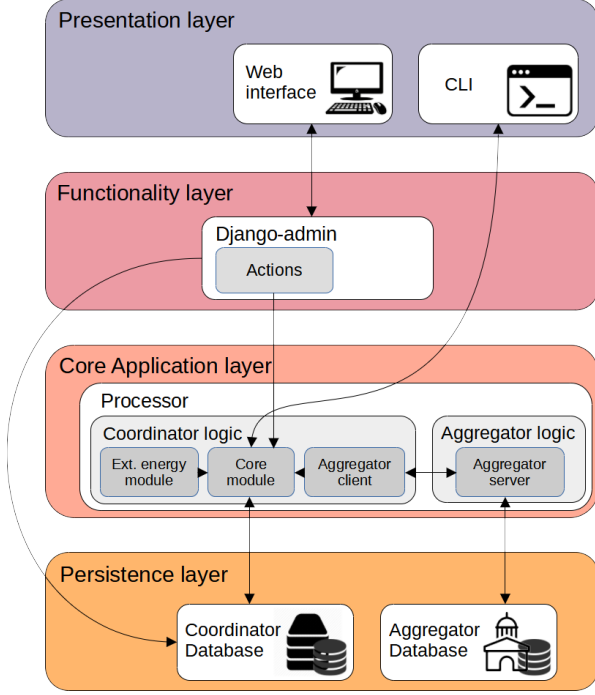 Presentation layer
Web
interface
CLI
Functionality layer
Django-admin
Actions
Core Application layer
Processor
Coordinator logic
Aggregator logic
Ext. energy
module
Core
module
Aggregator
client
Aggregator
server
Persistence layer
Coordinator
Database
Aggregator
Database